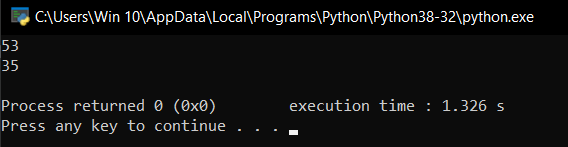 C:\Users\Win 10\AppData\Local\Programs\Python\Python38-32\python.exe
53
35
Process returned 0 (0x0)        execution time : 1.326 s
Press any key to continue . . .